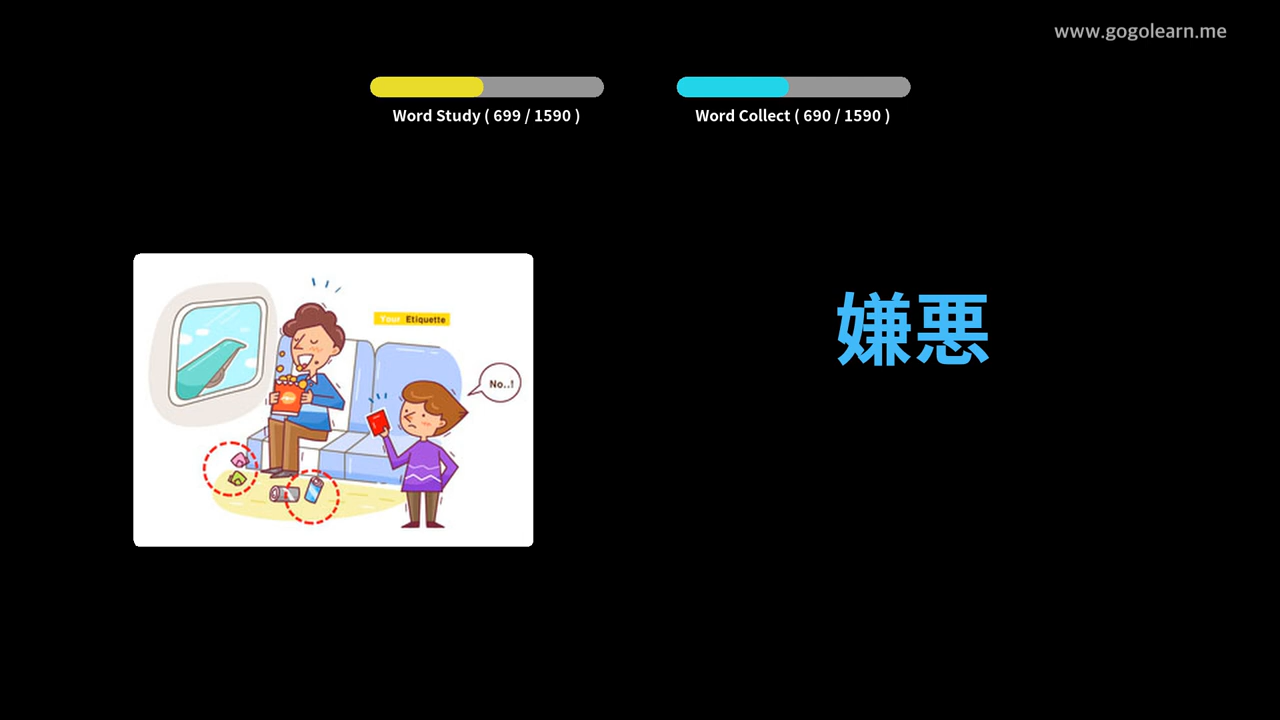 www.gogolearn.me
Word Study ( 699 / 1590 )
Word Collect ( 690 / 1590 )
Your Etiquette
No..!
嫌悪